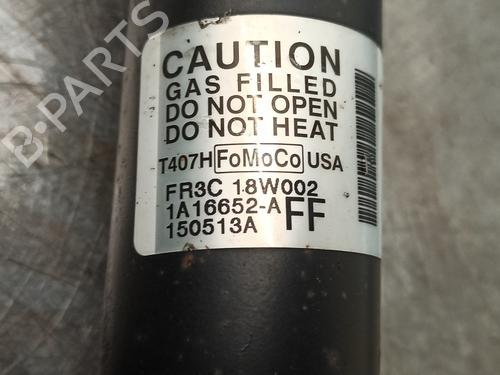 CAUTION
GAS FILLED
DO NOT OPEN
DO NOT HEAT
T407H FoMoCo USA
FR3C 18W002
1A16652-A FF
150513A
B-PARTS